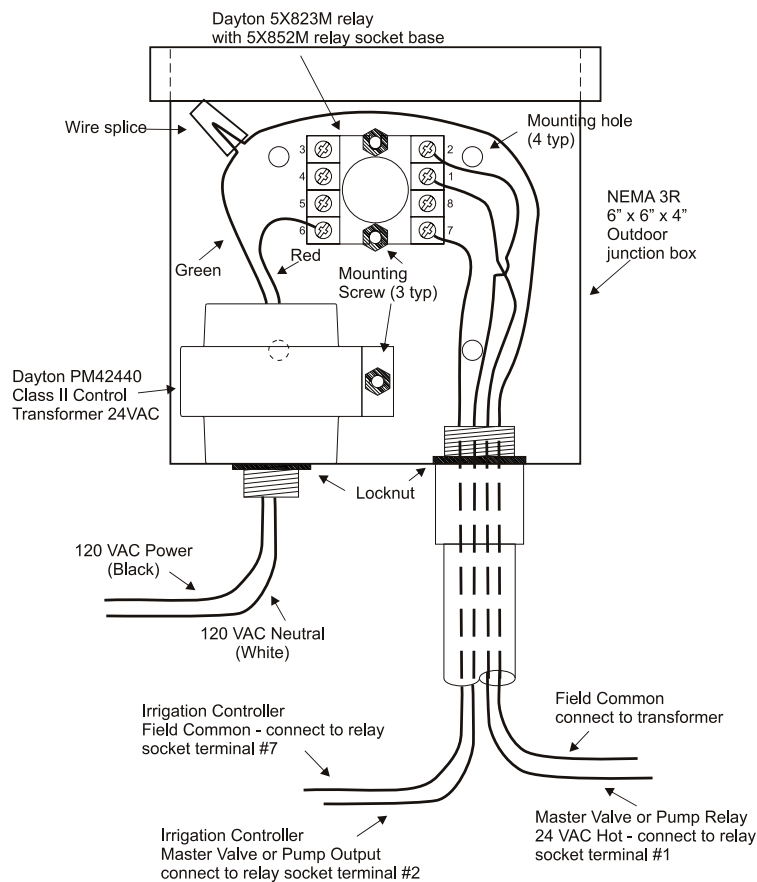 Dayton 5X823M relay
with 5X852M relay socket base
Wire splice
Mounting hole
(4 typ)
3
4
5
6
2
1
8
7
NEMA 3R
6” x 6” x 4”
Outdoor
junction box
Green
Red
Mounting
Screw (3 typ)
Dayton PM42440
Class II Control
Transformer 24VAC
Locknut
120 VAC Power
(Black)
120 VAC Neutral
(White)
Irrigation Controller
Field Common - connect to relay
socket terminal #7
Field Common
connect to transformer
Irrigation Controller
Master Valve or Pump Output
connect to relay socket terminal #2
Master Valve or Pump Relay
24 VAC Hot - connect to relay
socket terminal #1